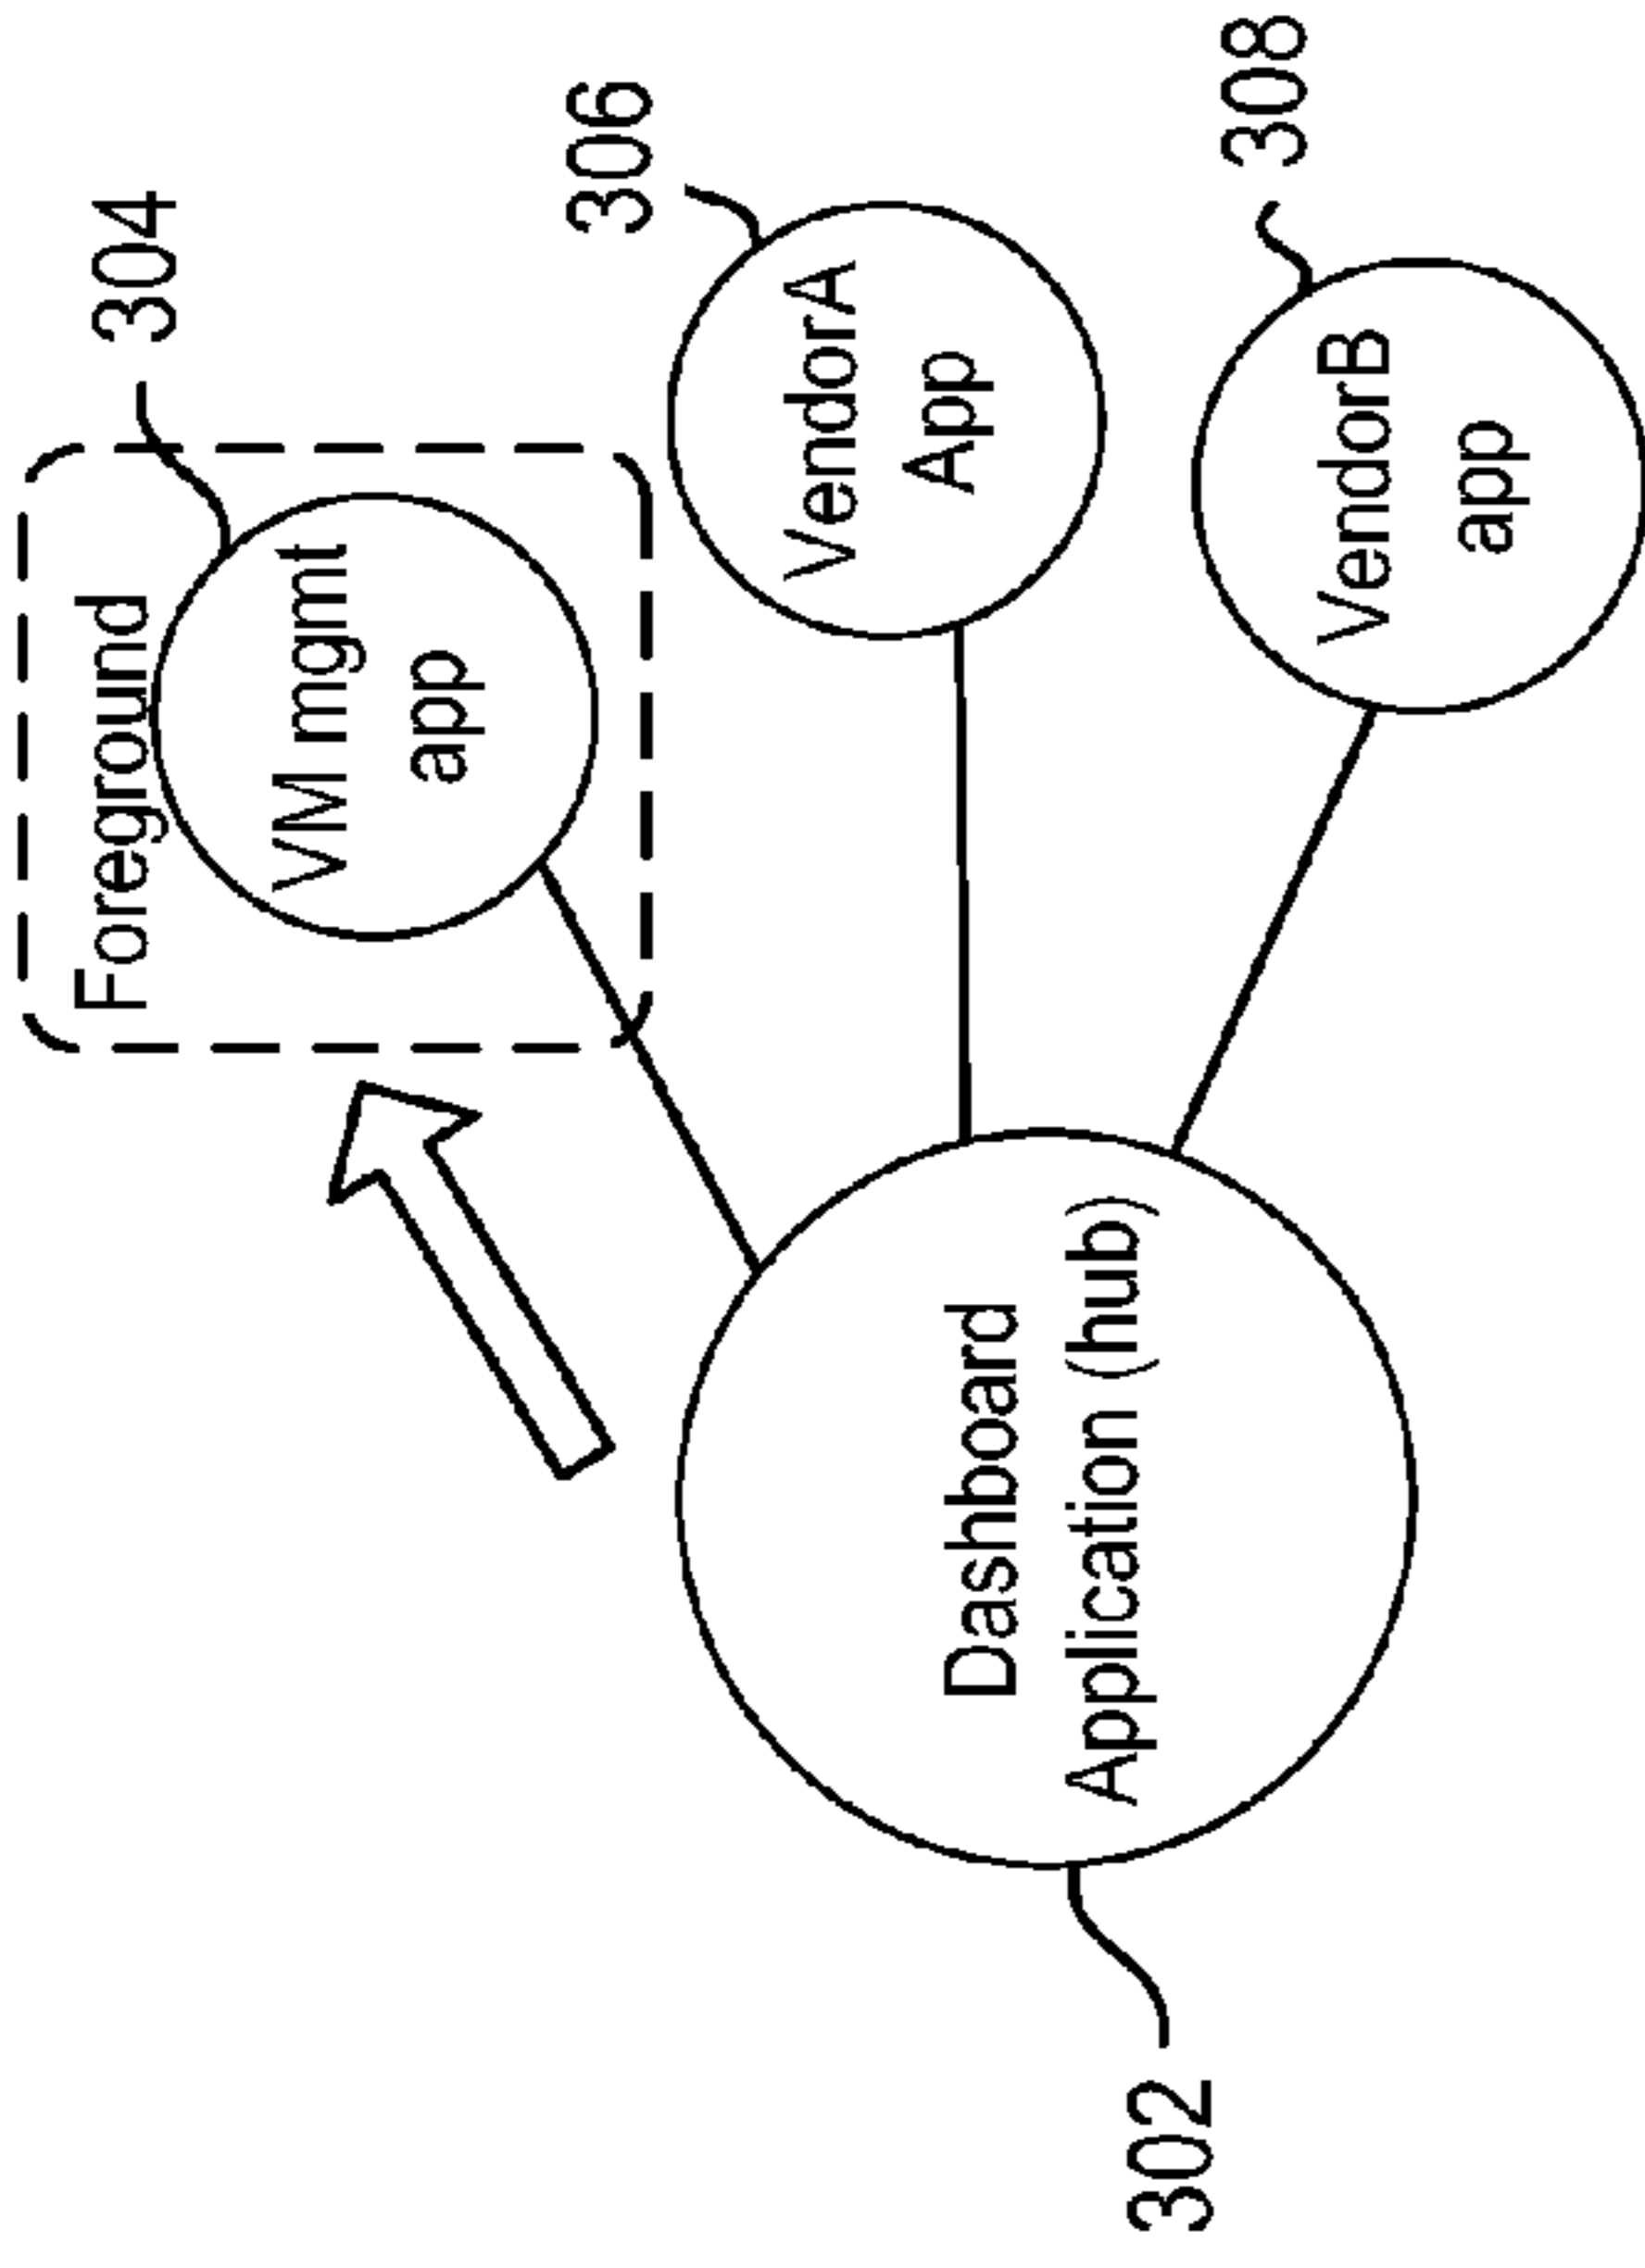 Foreground
304
VM mgmt
app
306
VendorA
App
Dashboard
Application (hub)
302
308
VendorB
app